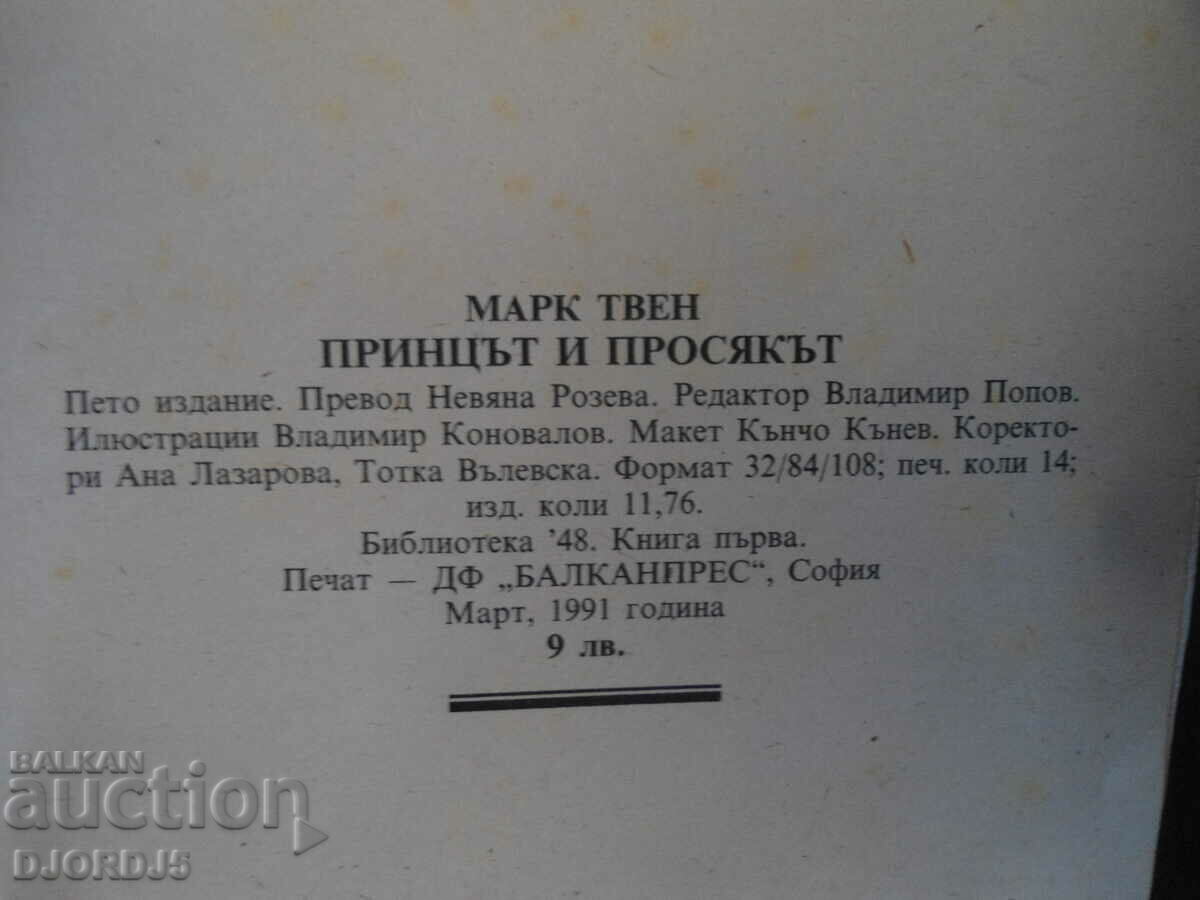 МАРК ТВЕН
ПРИНЦЪТ И ПРОСЯКЪТ
Пето издание. Превод Невяна Розева. Редактор Владимир Попов.
Илюстрации Владимир Коновалов. Макет Кънчо Кънев. Коректо-
ри Ана Лазарова, Тотка Вълевска. Формат 32/84/108; печ. коли 14;
изд. коли 11,76.
Библиотека '48. Книга първа.
Печат — ДФ „БАЛКАНПРЕС“, София
Март, 1991 година
9 лв.
BALKAN
auction
DJORDJ5